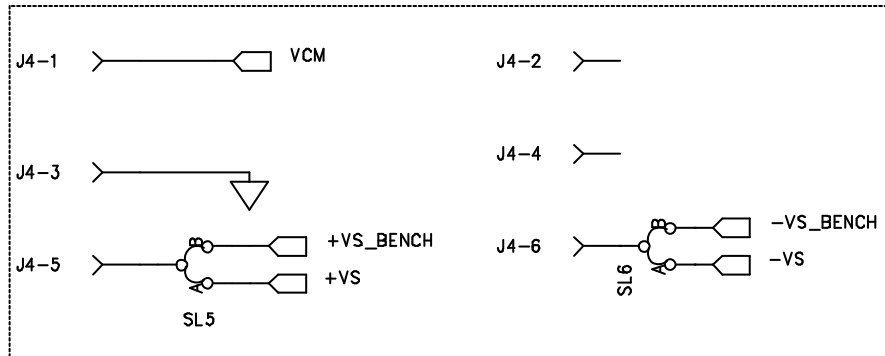 J4-1 VCM J4-2
J4-4
J4-3
B +VS_BENCH B -VS_BENCH
J4-5 J4-6
A +VS A -VS
SL5 SL6